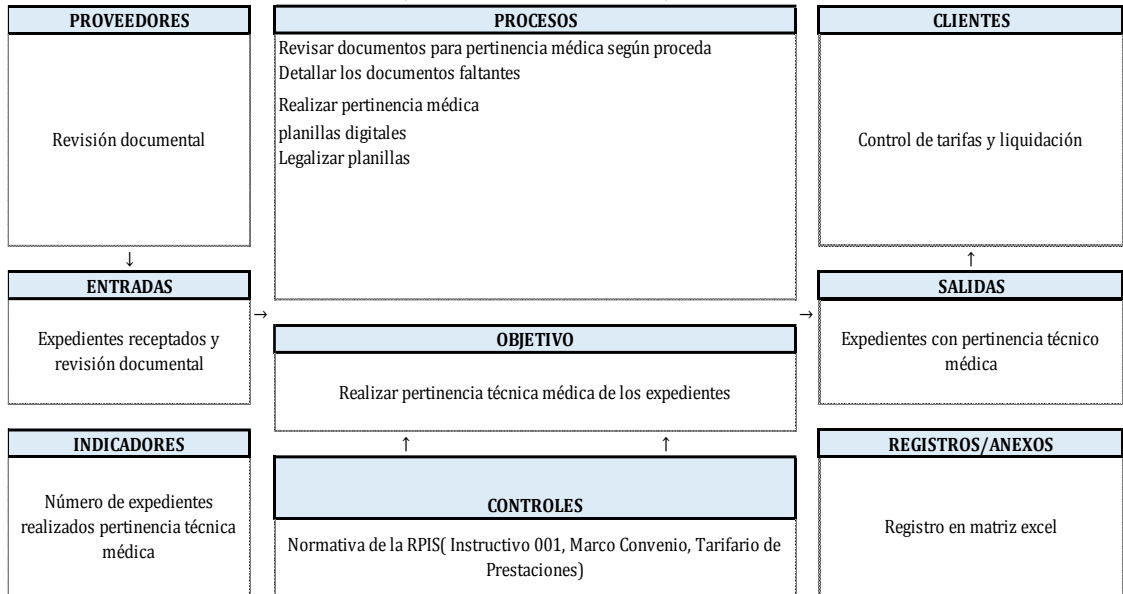 PROVEEDORES
Revisión documental
↓
ENTRADAS
Expedientes receptados y
revisión documental
→
INDICADORES
Número de expedientes
realizados pertinencia técnica
médica
PROCESOS
Revisar documentos para pertinencia médica según proceda
Detallar los documentos faltantes
Realizar pertinencia médica
planillas digitales
Legalizar planillas
OBJETIVO
Realizar pertinencia técnica médica de los expedientes
↑ ↑
CONTROLES
Normativa de la RPIS( Instructivo 001, Marco Convenio, Tarifario de
Prestaciones)
→
CLIENTES
Control de tarifas y liquidación
↑
SALIDAS
Expedientes con pertinencia técnico
médica
REGISTROS/ANEXOS
Registro en matriz excel